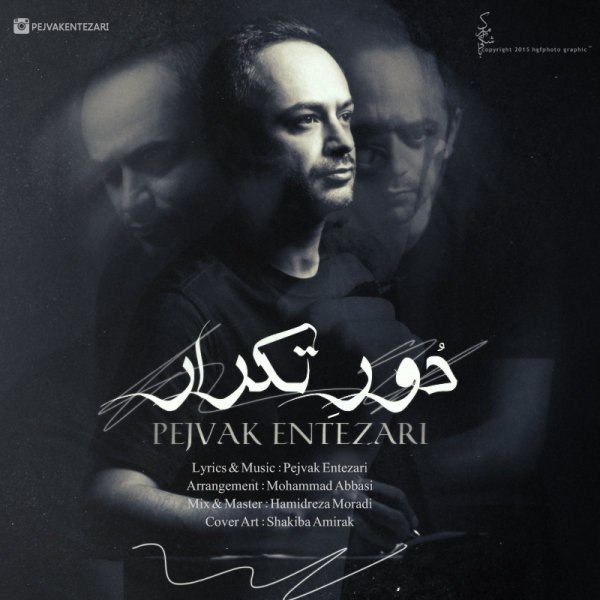 PEJVAKENTEZARI
copyright 2015 hgfphoto graphic
دُورِ تکرار
PEJVAK ENTEZARI
Lyrics & Music : Pejvak Entezari
Arrangement : Mohammad Abbasi
Mix & Master : Hamidreza Moradi
Cover Art : Shakiba Amirak